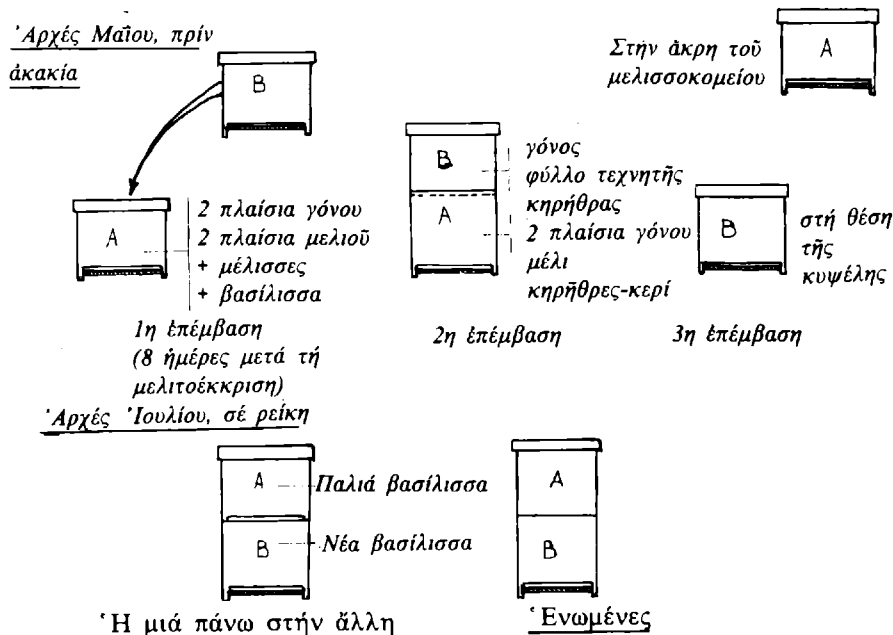 Ἀρχές Μαΐου, πρίν
ἀκακία
B
A
2 πλαίσια γόνου
2 πλαίσια μελιοῦ
+ μέλισσες
+ βασίλισσα
1η ἐπέμβαση
(8 ἡμέρες μετά τή
μελιτοέκκριση)
B
A
γόνος
φύλλο τεχνητῆς
κηρήθρας
2 πλαίσια γόνου
μέλι
κηρῆθρες-κερί
2η ἐπέμβαση
Στήν ἄκρη τοῦ
μελισσοκομείου
A
B
στή θέση
τῆς
κυψέλης
3η ἐπέμβαση
Ἀρχές Ἰουλίου, σέ ρείκη
A
Παλιά βασίλισσα
B
Νέα βασίλισσα
Ἡ μιά πάνω στήν ἄλλη
A
B
Ἑνωμένες